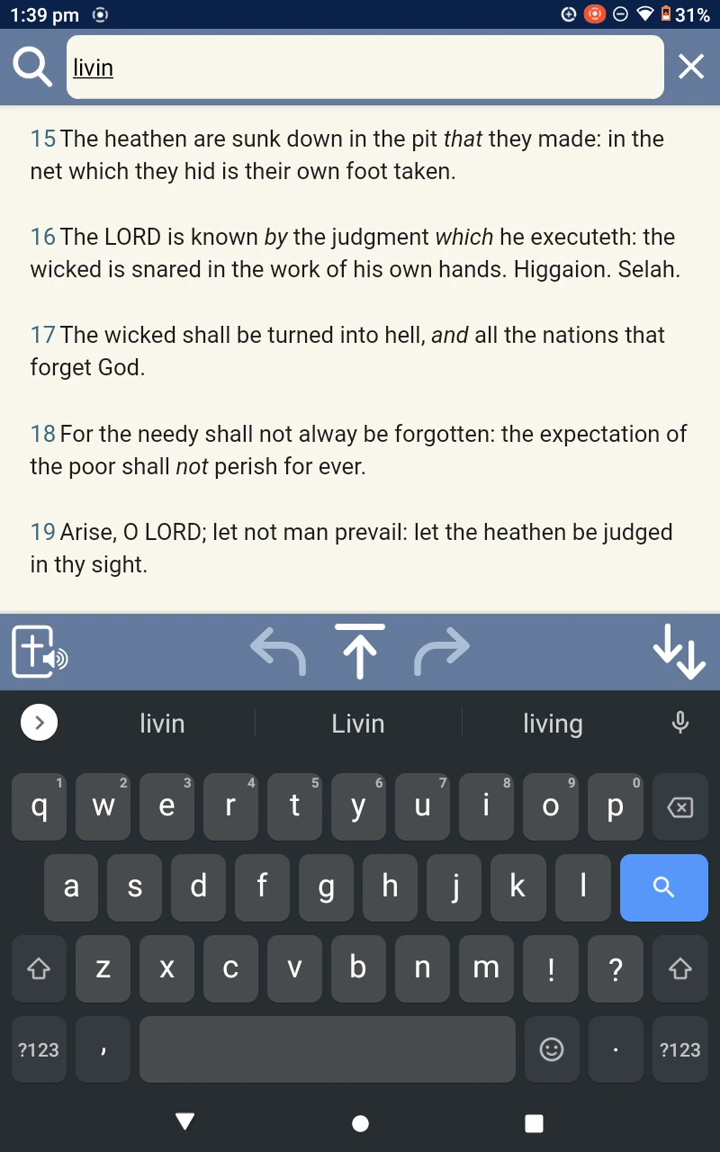 1:39 pm 31%
livin
15 The heathen are sunk down in the pit that they made: in the
net which they hid is their own foot taken.
16 The LORD is known by the judgment which he executeth: the
wicked is snared in the work of his own hands. Higgaion. Selah.
17 The wicked shall be turned into hell, and all the nations that
forget God.
18 For the needy shall not alway be forgotten: the expectation of
the poor shall not perish for ever.
19 Arise, O LORD; let not man prevail: let the heathen be judged
in thy sight.
livin Livin living
q 1 w 2 e 3 r 4 t 5 y 6 u 7 i 8 o 9 p 0
a s d f g h j k l
z x c v b n m ! ?
?123 , . ?123